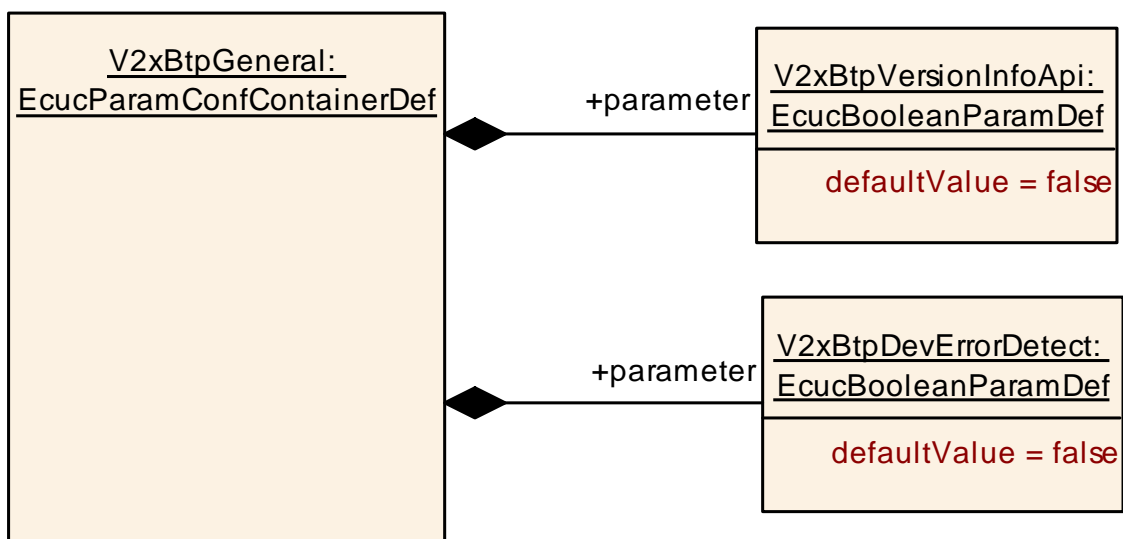 V2xBtpGeneral:
EcucParamConfContainerDef
+parameter
V2xBtpVersionInfoApi:
EcucBooleanParamDef
defaultValue = false
+parameter
V2xBtpDevErrorDetect:
EcucBooleanParamDef
defaultValue = false